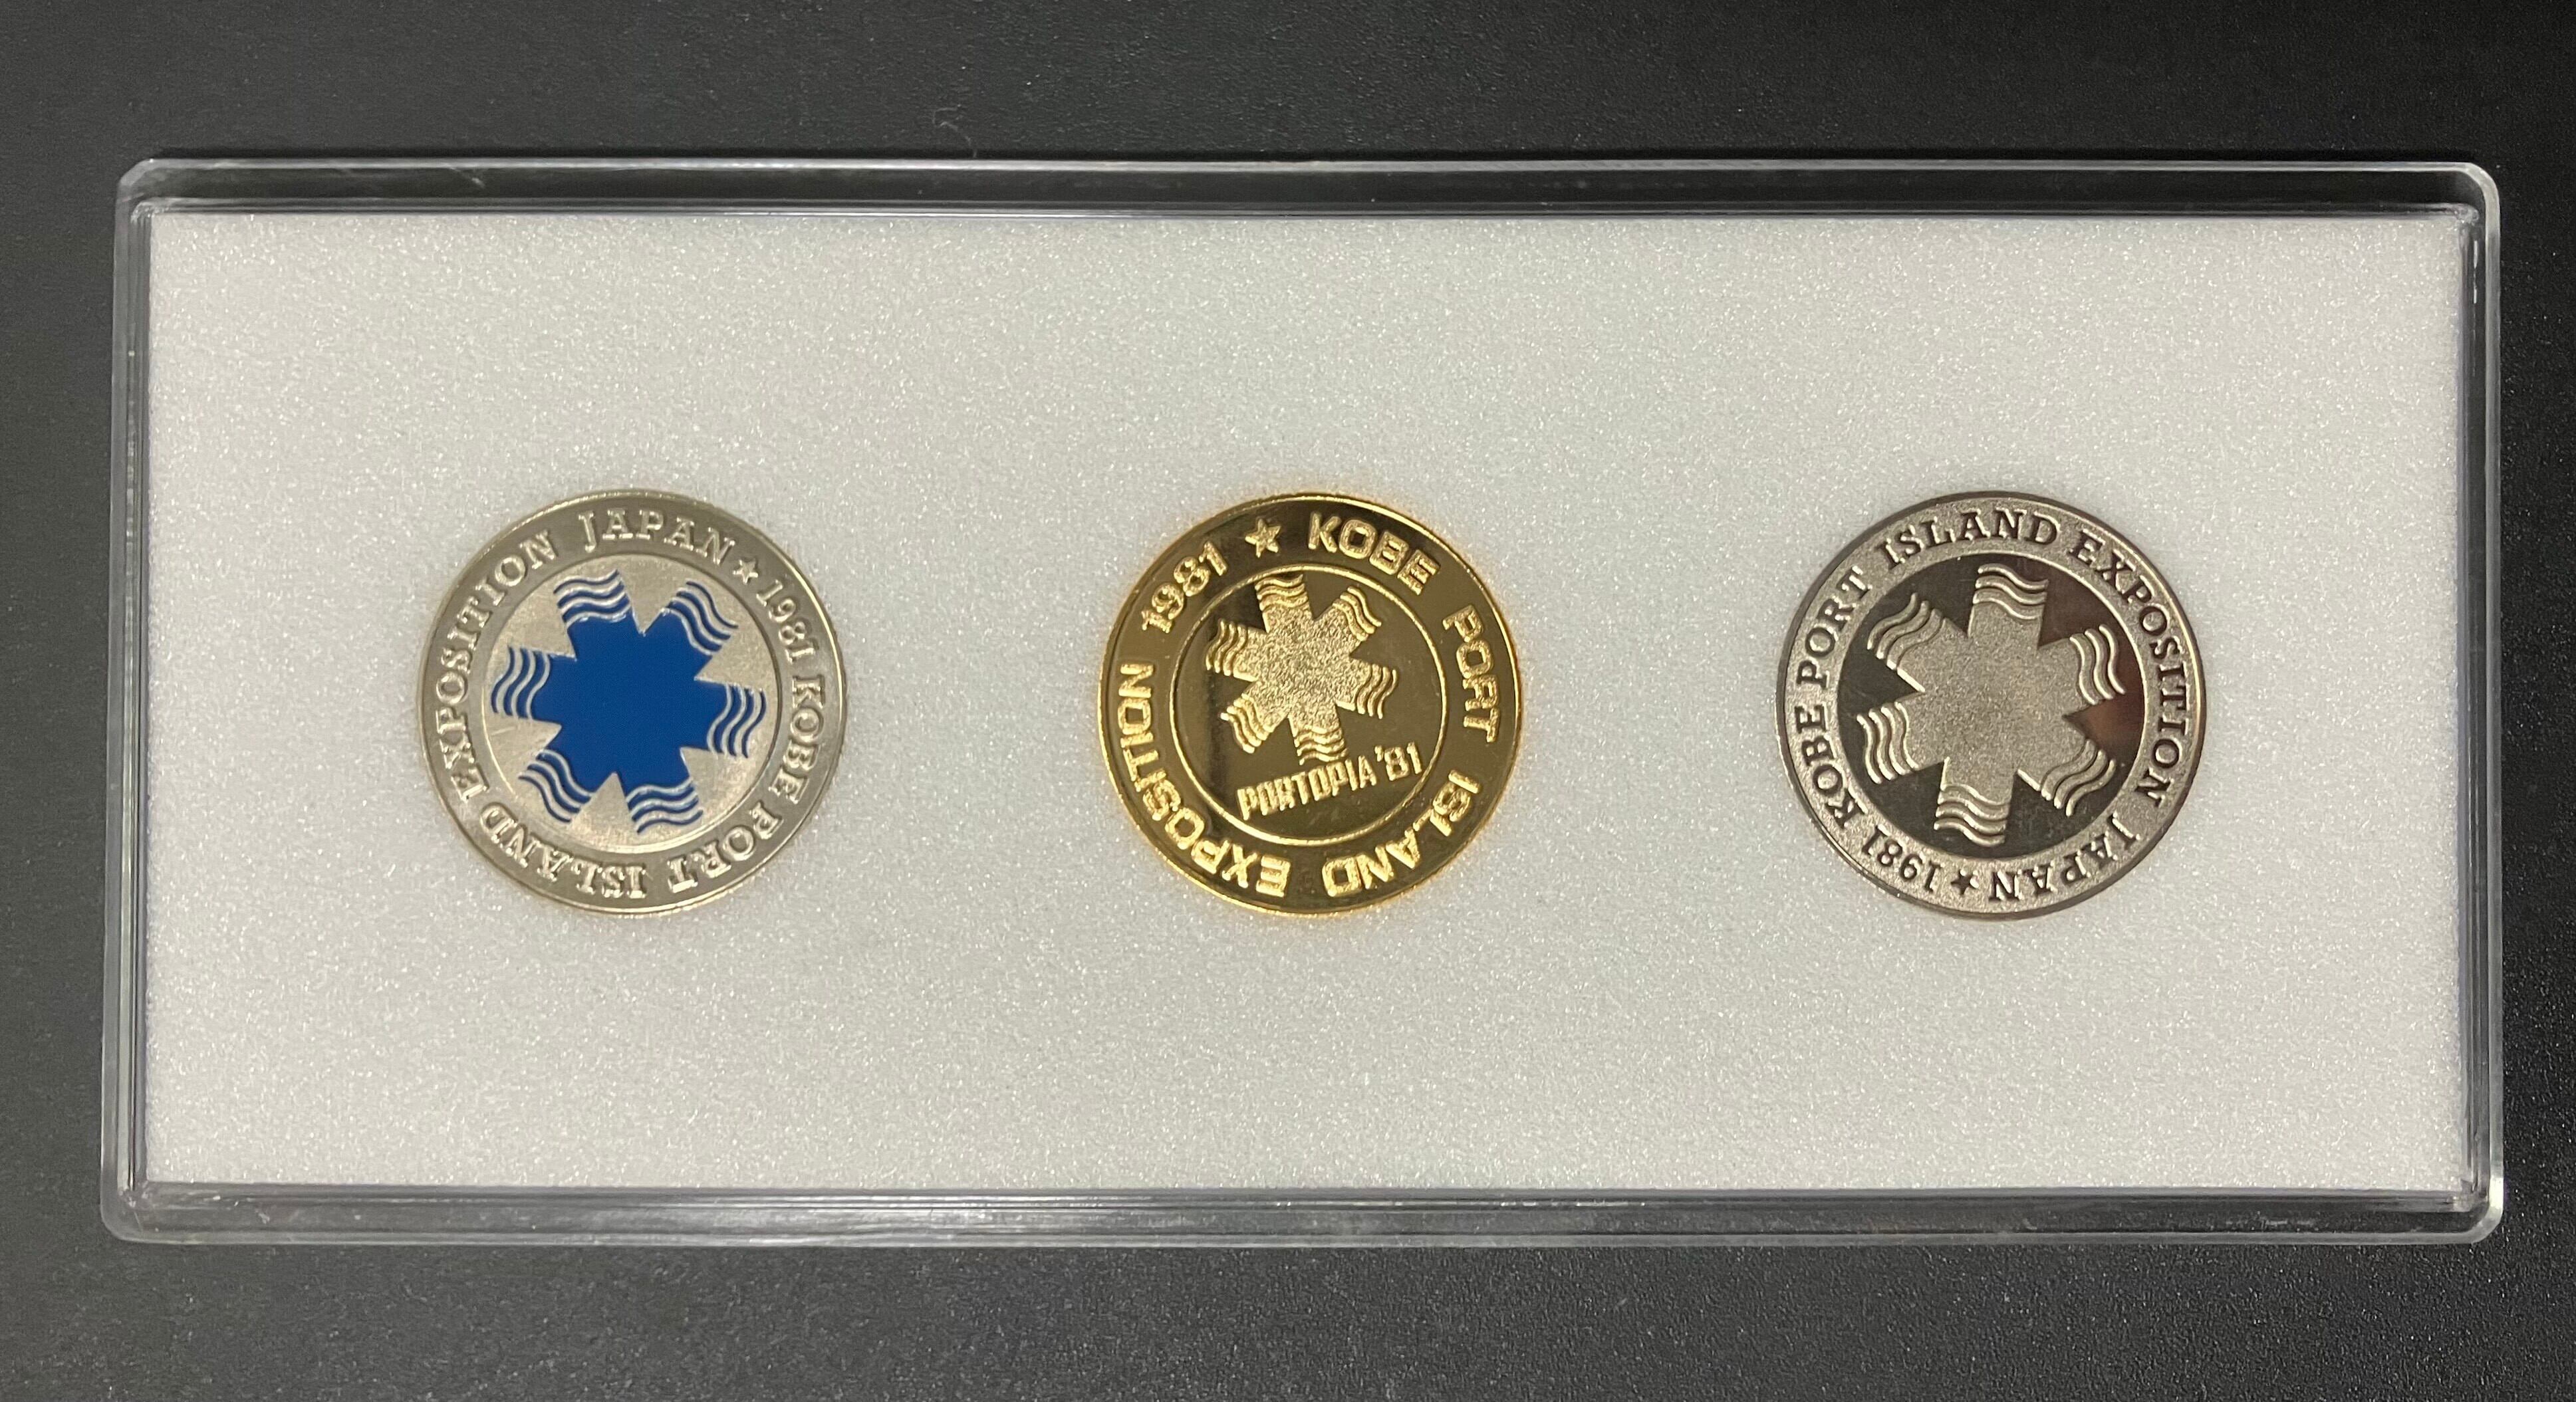 1981 KOBE PORT ISLAND EXPOSITION JAPAN ★
KOBE PORT ISLAND EXPOSITION 1981 ★
PORTOPIA '81
1981 KOBE PORT ISLAND EXPOSITION JAPAN ★